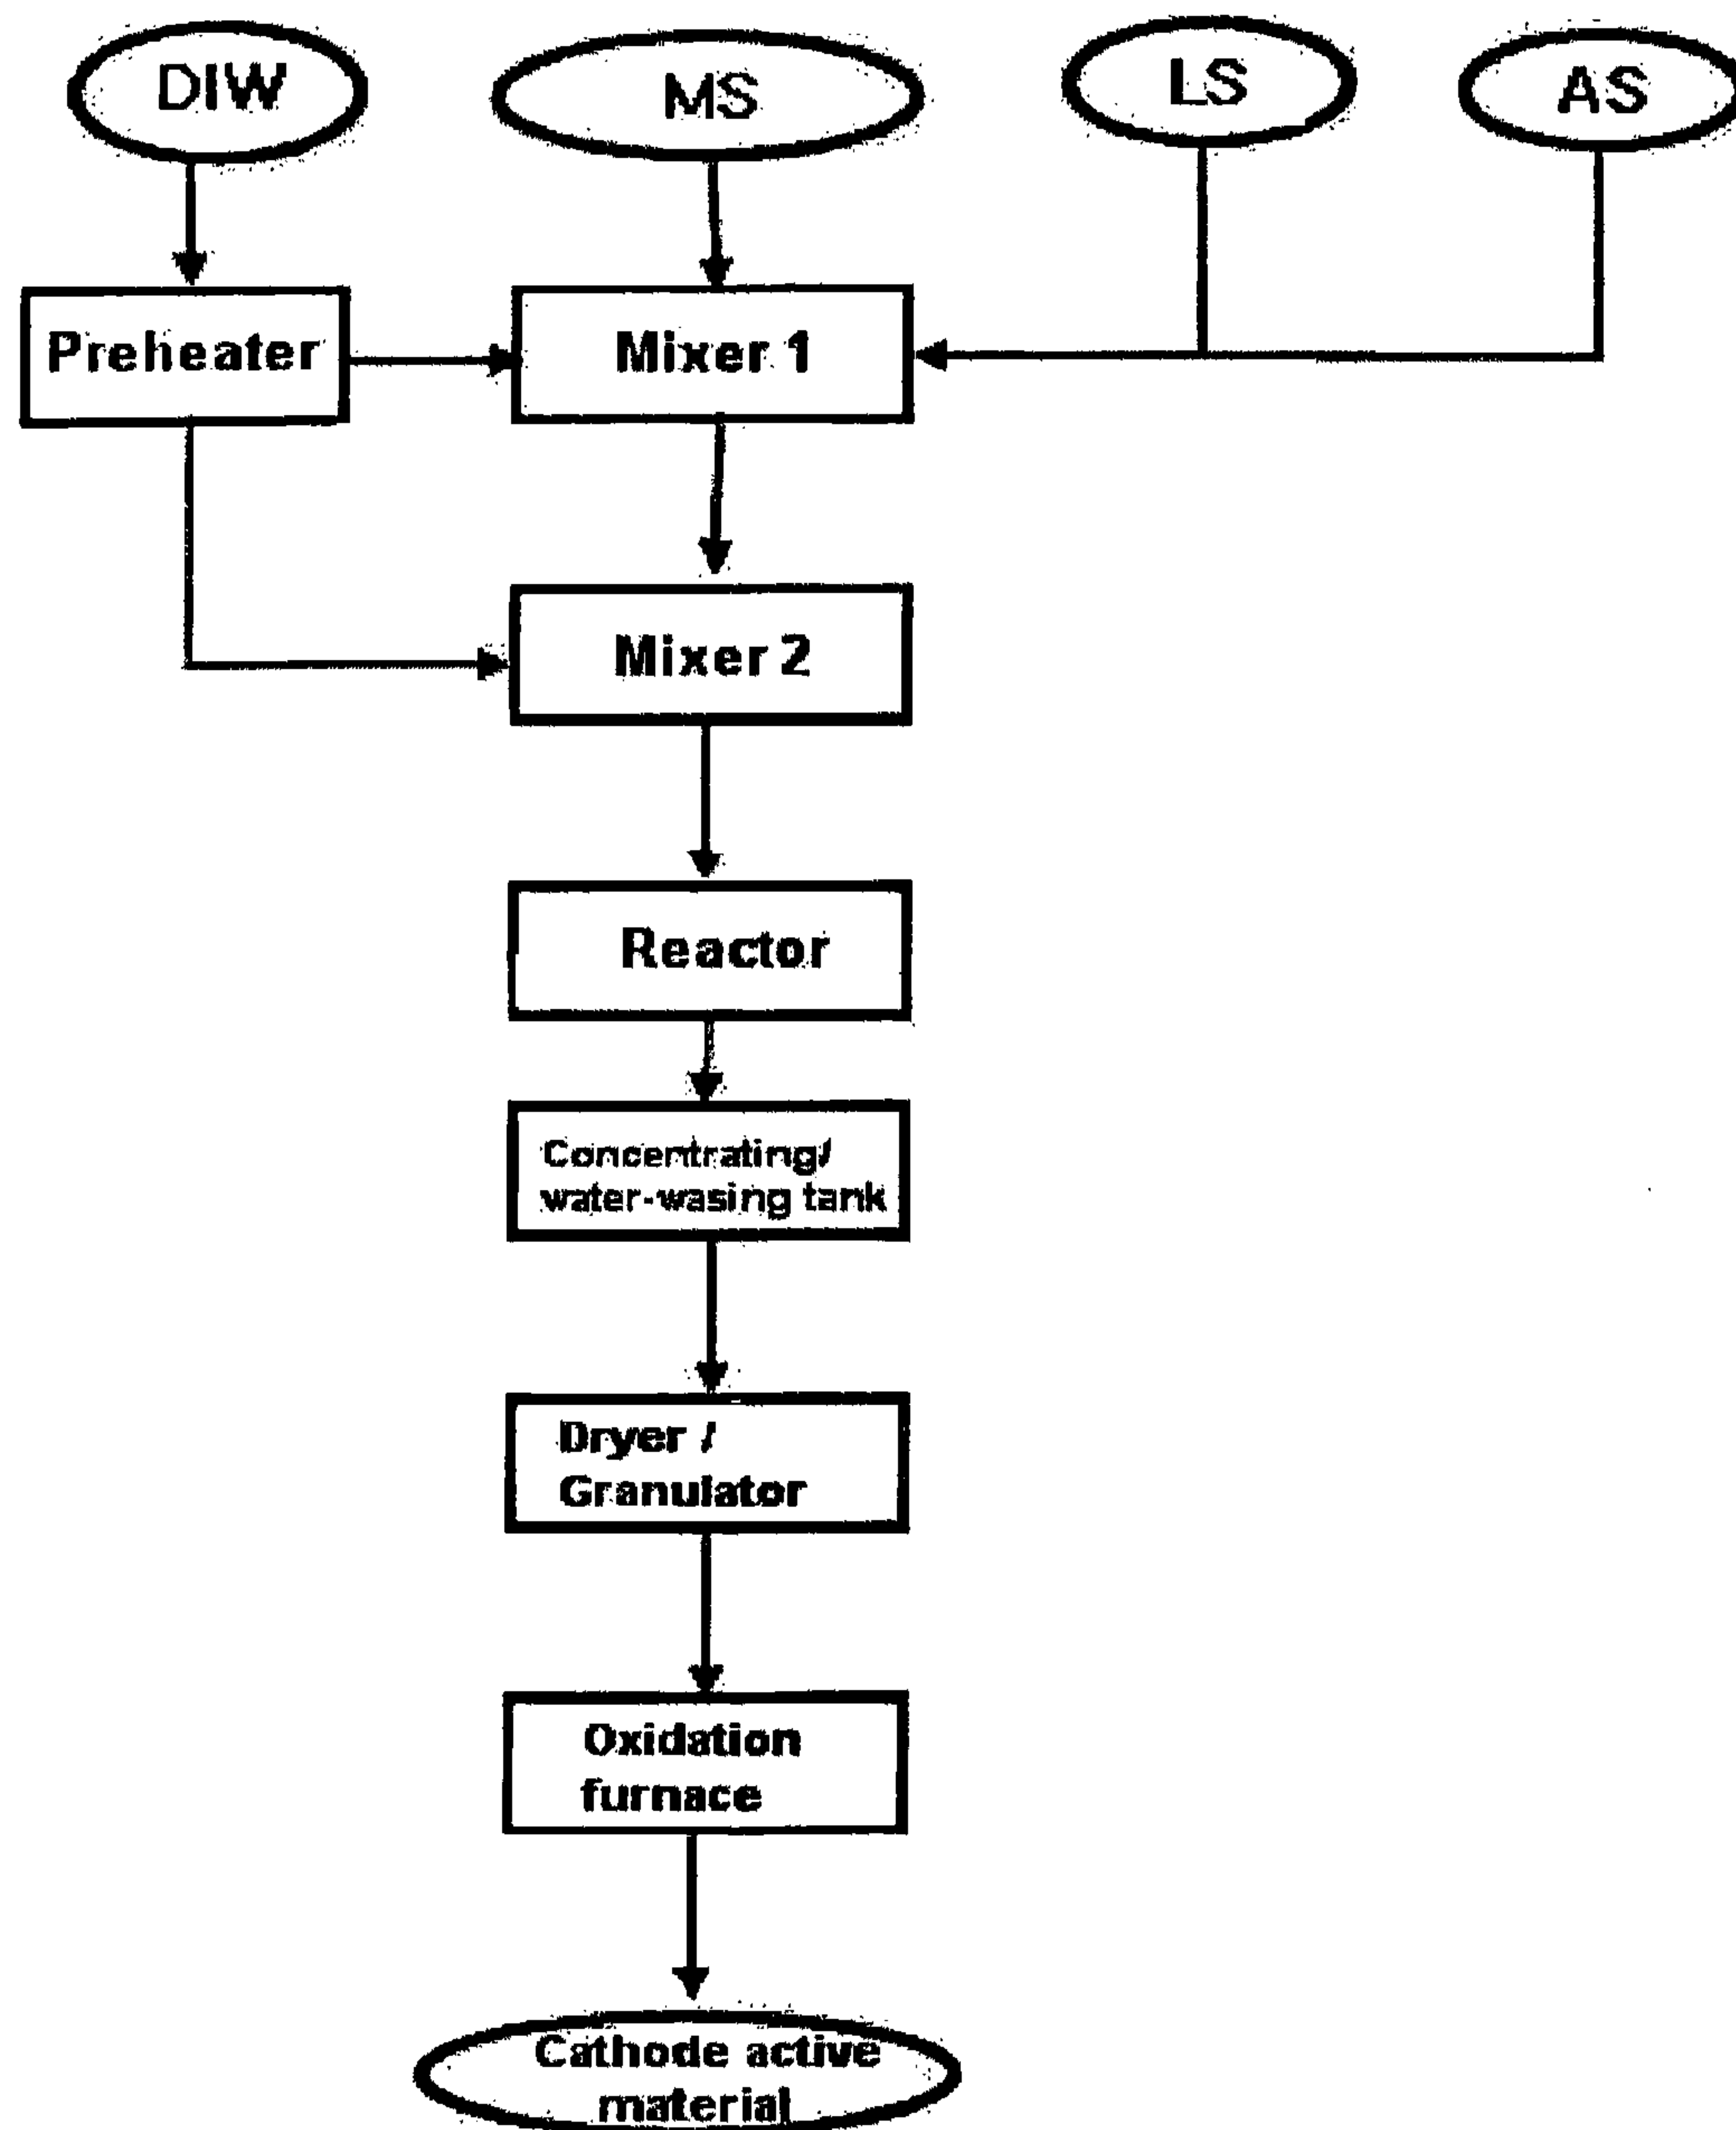 DIW
MS
LS
AS
Preheater
Mixer 1
Mixer 2
Reactor
Concentrating/
water-wasing tank
Dryer /
Granulator
Oxidation
furnace
Cathode active
material